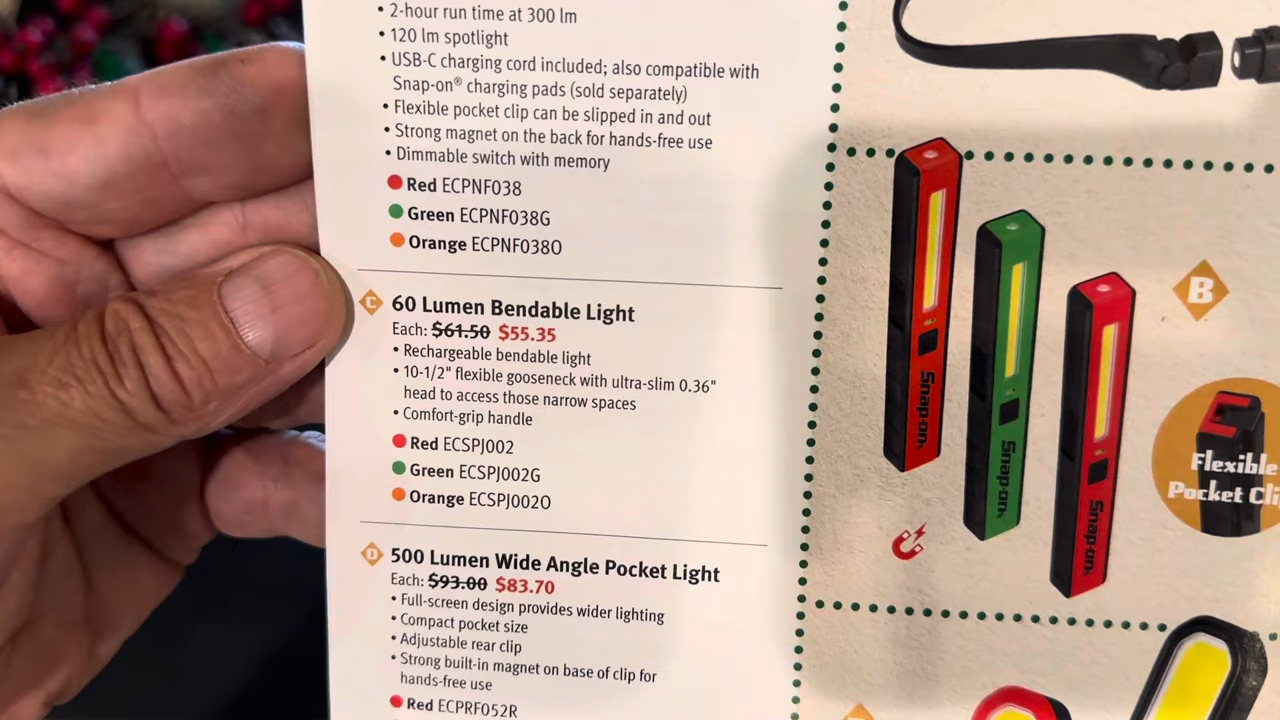 • 2-hour run time at 300 lm
• 120 lm spotlight
• USB-C charging cord included; also compatible with
Snap-on® charging pads (sold separately)
• Flexible pocket clip can be slipped in and out
• Strong magnet on the back for hands-free use
• Dimmable switch with memory
Red ECPNF038
Green ECPNF038G
Orange ECPNF038O
C 60 Lumen Bendable Light
Each: $61.50 $55.35
• Rechargeable bendable light
• 10-1/2" flexible gooseneck with ultra-slim 0.36"
head to access those narrow spaces
• Comfort-grip handle
Red ECSPJ002
Green ECSPJ002G
Orange ECSPJ002O
D 500 Lumen Wide Angle Pocket Light
Each: $93.00 $83.70
• Full-screen design provides wider lighting
• Compact pocket size
• Adjustable rear clip
• Strong built-in magnet on base of clip for
hands-free use
Red ECPRF052R
Snap-on
Snap-on
Snap-on
B
Flexible
Pocket Cli